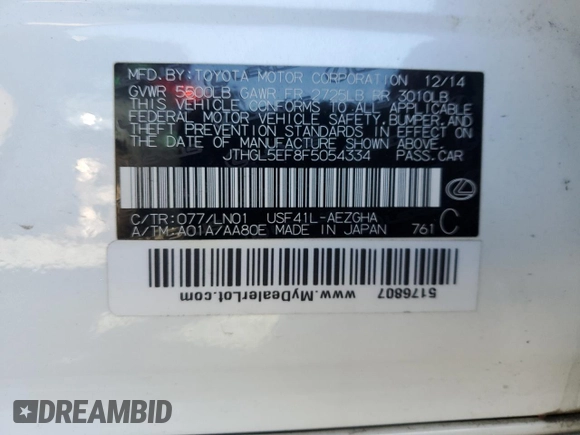 MFD.BY:TOYOTA MOTOR CORPORATION 12/14
GVWR 5500LB GAWR FR 2725LB RR 3010LB
THIS VEHICLE CONFORMS TO ALL APPLICABLE
FEDERAL MOTOR VEHICLE SAFETY,BUMPER,AND
THEFT PREVENTION STANDARDS IN EFFECT ON
THE DATE OF MANUFACTURE SHOWN ABOVE.
JTHGL5EF8F5054334 PASS.CAR
C/TR:077/LN01 USF41L-AEZGHA C
A/TM:A01A/AA80E MADE IN JAPAN 761
www.MyDealerLot.com 5176807
DREAMBID